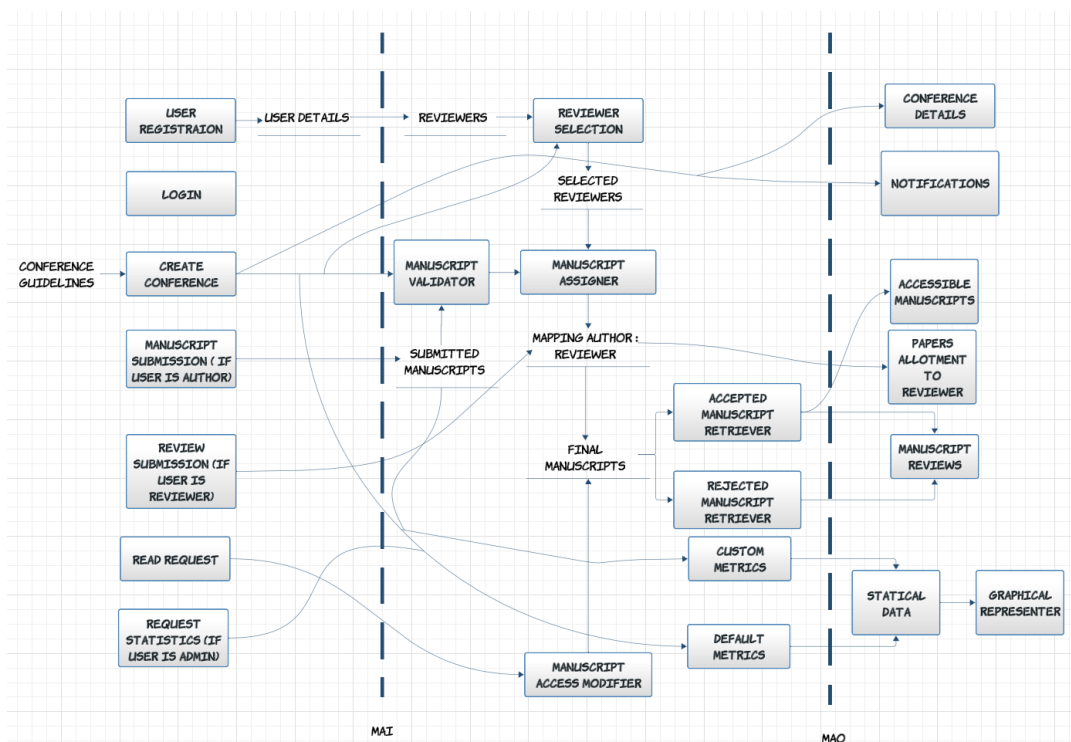 USER
REGISTRAION
USER DETAILS
REVIEWERS
REVIEWER
SELECTION
CONFERENCE
DETAILS
LOGIN
SELECTED
REVIEWERS
NOTIFICATIONS
CONFERENCE
GUIDELINES
CREATE
CONFERENCE
MANUSCRIPT
VALIDATOR
MANUSCRIPT
ASSIGNER
ACCESSIBLE
MANUSCRIPTS
MANUSCRIPT
SUBMISSION ( IF
USER IS AUTHOR)
SUBMITTED
MANUSCRIPTS
MAPPING AUTHOR :
REVIEWER
PAPERS
ALLOTMENT
TO
REVIEWER
ACCEPTED
MANUSCRIPT
RETRIEVER
REVIEW
SUBMISSION (IF
USER IS
REVIEWER)
FINAL
MANUSCRIPTS
MANUSCRIPT
REVIEWS
REJECTED
MANUSCRIPT
RETRIEVER
READ REQUEST
CUSTOM
METRICS
STATICAL
DATA
GRAPHICAL
REPRESENTER
REQUEST
STATISTICS (IF
USER IS ADMIN)
DEFAULT
METRICS
MANUSCRIPT
ACCESS MODIFIER
MAI
MAO